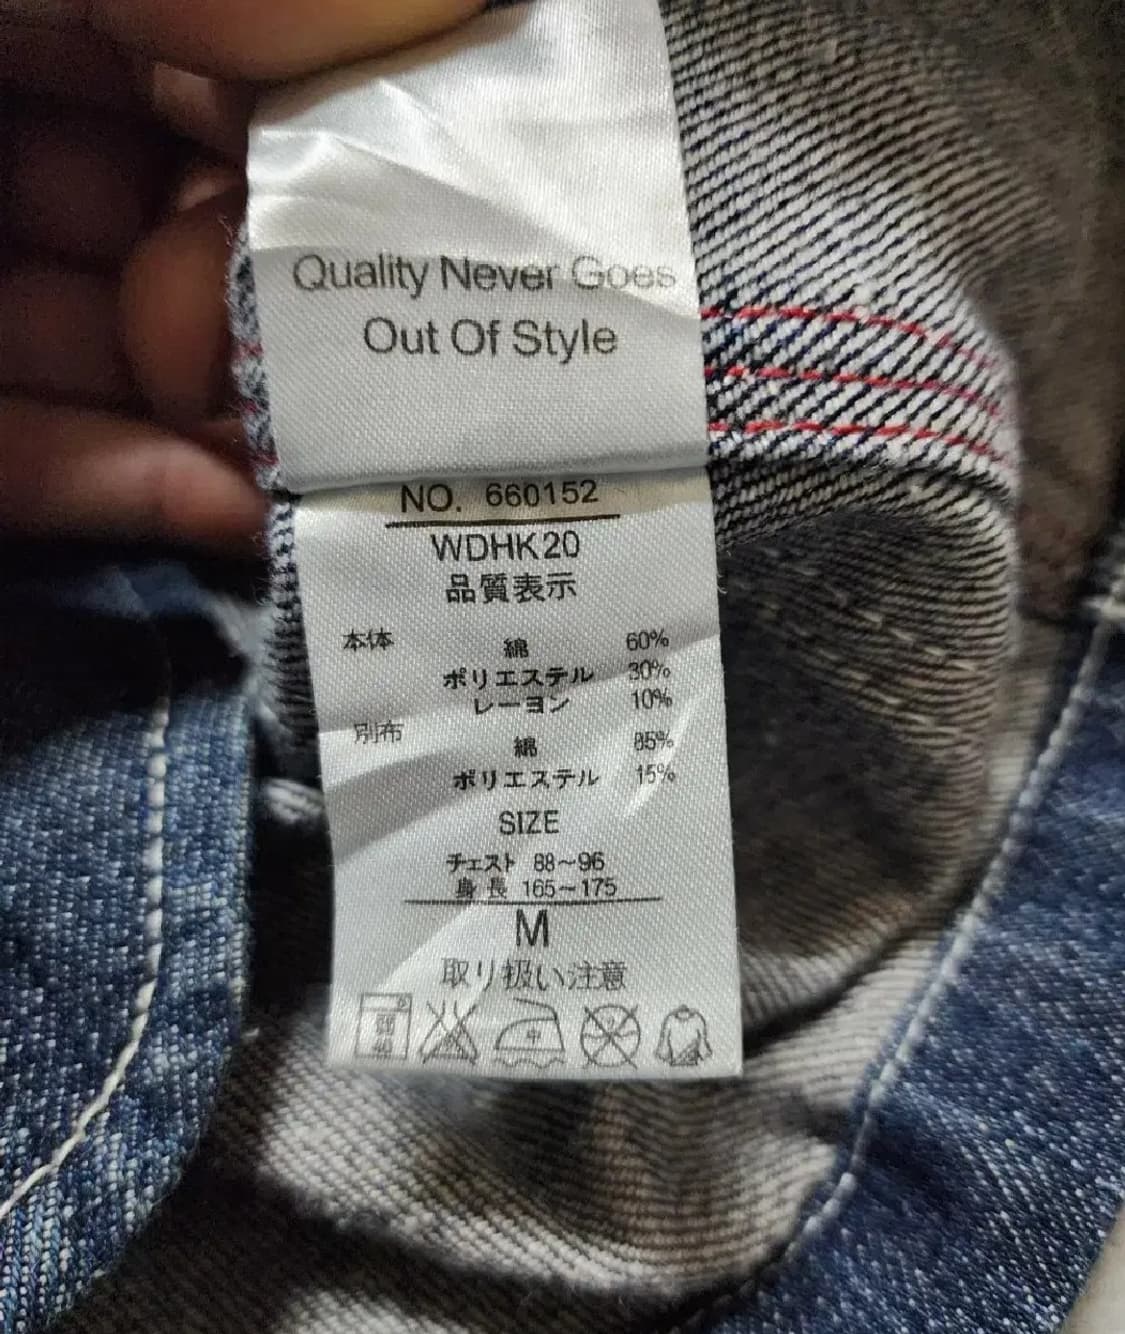 Quality Never Goes
Out Of Style
NO. 660152
WDHK20
品質表示
本体 綿 60%
ポリエステル 30%
レーヨン 10%
別布 綿 85%
ポリエステル 15%
SIZE
チェスト 88～96
身長 165～175
M
取り扱い注意
中